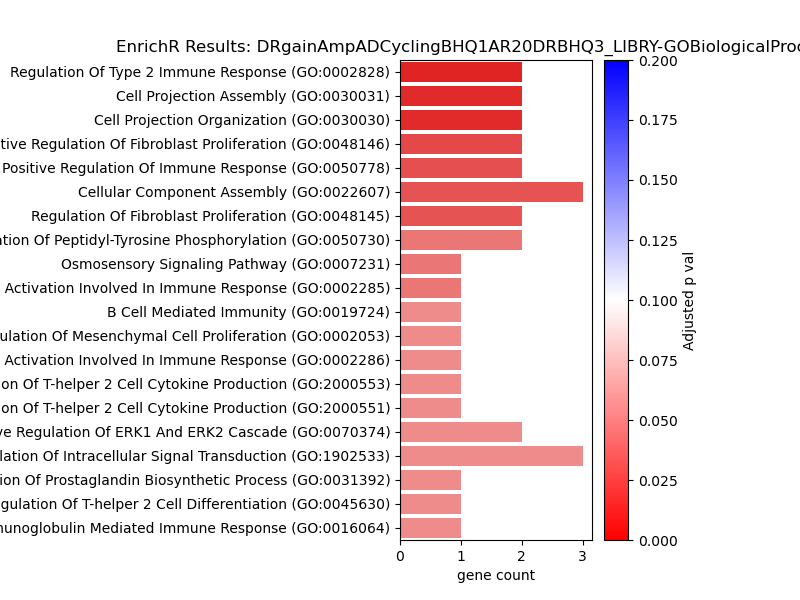 EnrichR Results: DRgainAmpADCyclingBHQ1AR20DRBHQ3_LIBRY-GOBiologicalProc
Regulation Of Type 2 Immune Response (GO:0002828)
Cell Projection Assembly (GO:0030031)
Cell Projection Organization (GO:0030030)
tive Regulation Of Fibroblast Proliferation (GO:0048146)
Positive Regulation Of Immune Response (GO:0050778)
Cellular Component Assembly (GO:0022607)
Regulation Of Fibroblast Proliferation (GO:0048145)
ation Of Peptidyl-Tyrosine Phosphorylation (GO:0050730)
Osmosensory Signaling Pathway (GO:0007231)
Activation Involved In Immune Response (GO:0002285)
B Cell Mediated Immunity (GO:0019724)
ulation Of Mesenchymal Cell Proliferation (GO:0002053)
Activation Involved In Immune Response (GO:0002286)
on Of T-helper 2 Cell Cytokine Production (GO:2000553)
on Of T-helper 2 Cell Cytokine Production (GO:2000551)
ve Regulation Of ERK1 And ERK2 Cascade (GO:0070374)
lation Of Intracellular Signal Transduction (GO:1902533)
ion Of Prostaglandin Biosynthetic Process (GO:0031392)
gulation Of T-helper 2 Cell Differentiation (GO:0045630)
unoglobulin Mediated Immune Response (GO:0016064)
0 1 2 3
gene count
0.200
0.175
0.150
0.125
0.100
0.075
0.050
0.025
0.000
Adjusted p val